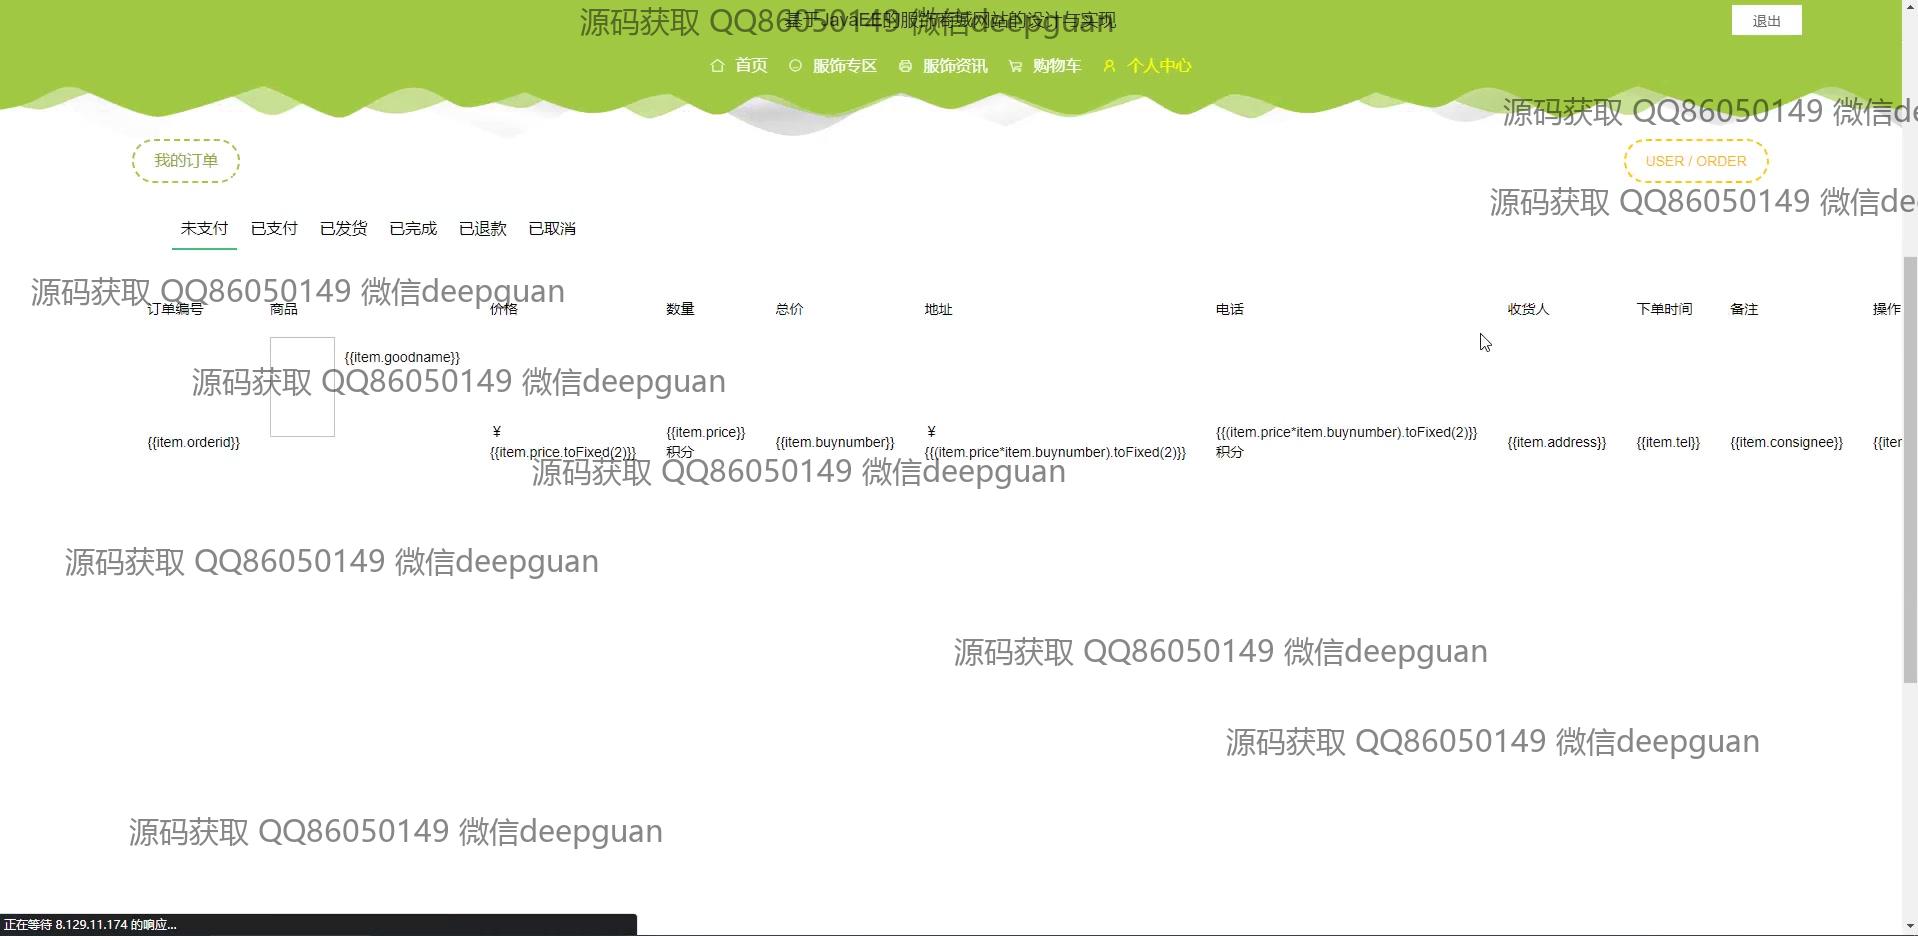 基于JavaEE的服饰商城网站的设计与实现
源码获取 QQ86050149 微信deepguan
退出
首页 服饰专区 服饰资讯 购物车 个人中心
源码获取 QQ86050149 微信de
我的订单
USER / ORDER
源码获取 QQ86050149 微信de
未支付 已支付 已发货 已完成 已退款 已取消
源码获取 QQ86050149 微信deepguan
订单编号 商品 价格 数量 总价 地址 电话 收货人 下单时间 备注 操作
{{item.goodname}}
源码获取 QQ86050149 微信deepguan
{{item.orderid}} ¥ {{item.price.toFixed(2)}} {{item.price}} 积分 {{item.buynumber}} ¥ {{(item.price*item.buynumber).toFixed(2)}} {{(item.price*item.buynumber).toFixed(2)}} 积分 {{item.address}} {{item.tel}} {{item.consignee}} {{iter
源码获取 QQ86050149 微信deepguan
源码获取 QQ86050149 微信deepguan
源码获取 QQ86050149 微信deepguan
源码获取 QQ86050149 微信deepguan
源码获取 QQ86050149 微信deepguan
正在等待 8.129.11.174 的响应...